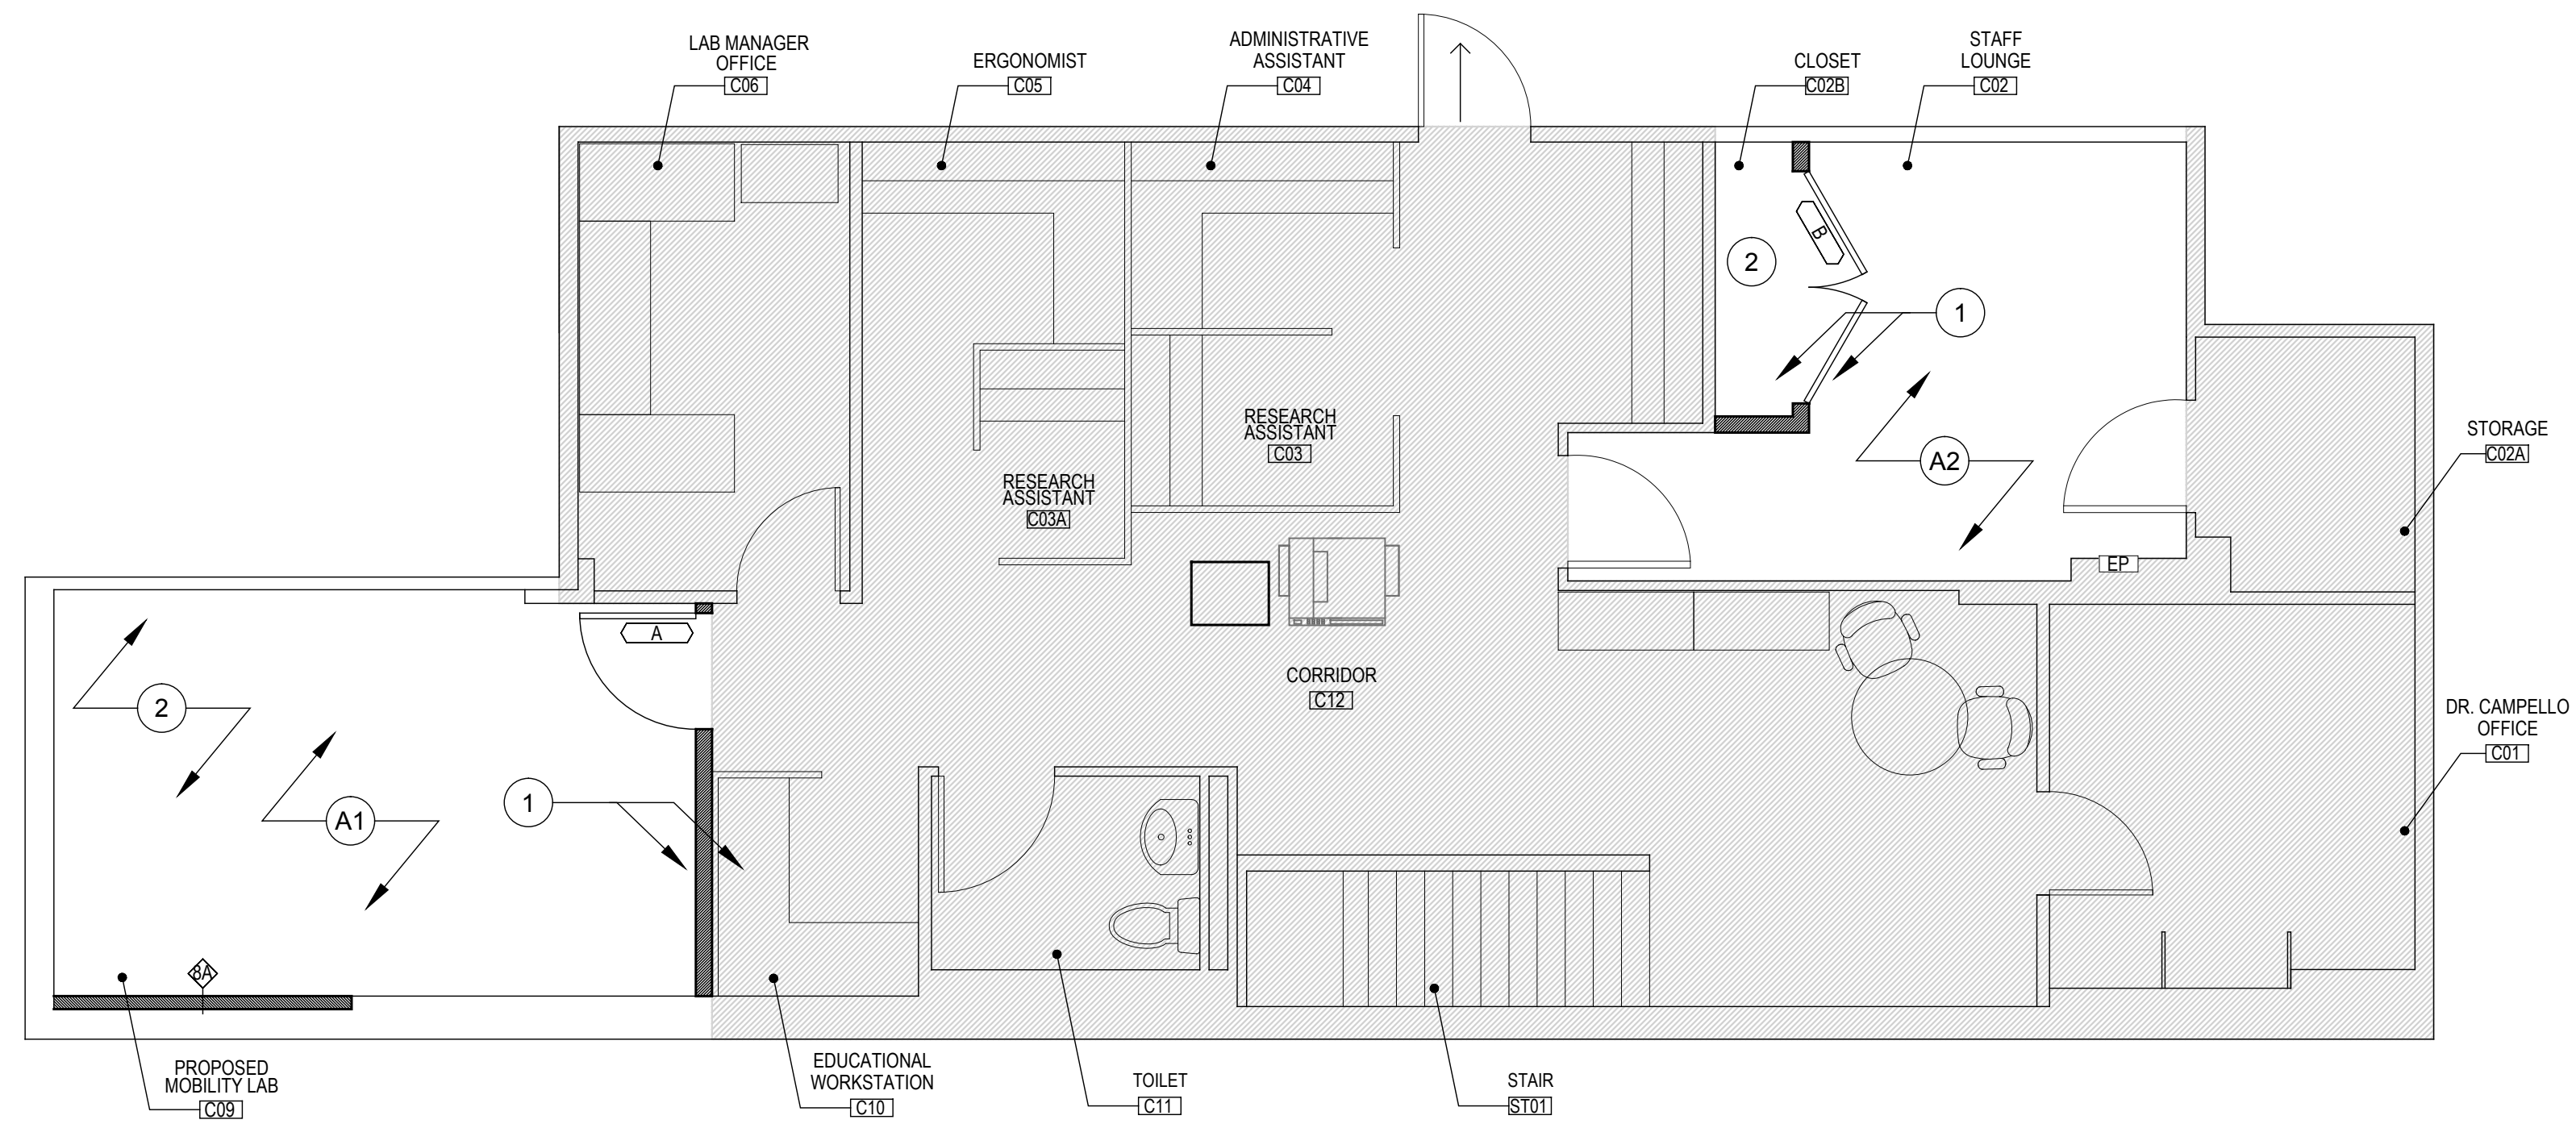 LAB MANAGER
OFFICE
C06
ERGONOMIST
C05
ADMINISTRATIVE
ASSISTANT
C04
CLOSET
C02B
STAFF
LOUNGE
C02
B
2
1
RESEARCH
ASSISTANT
C03
STORAGE
C02A
A2
RESEARCH
ASSISTANT
C03A
EP
A
CORRIDOR
C12
2
DR. CAMPELLO
OFFICE
C01
1
A1
8A
PROPOSED
MOBILITY LAB
C09
EDUCATIONAL
WORKSTATION
C10
TOILET
C11
STAIR
ST01